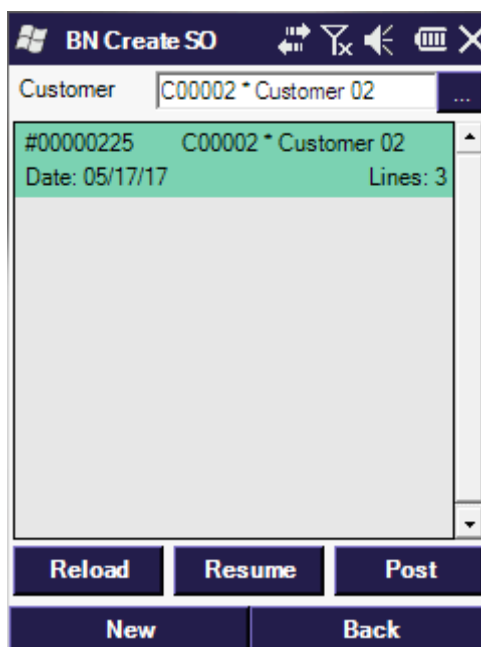 BN Create SO
Customer C00002 * Customer 02 ...
#00000225 C00002 * Customer 02
Date: 05/17/17 Lines: 3
Reload Resume Post
New Back